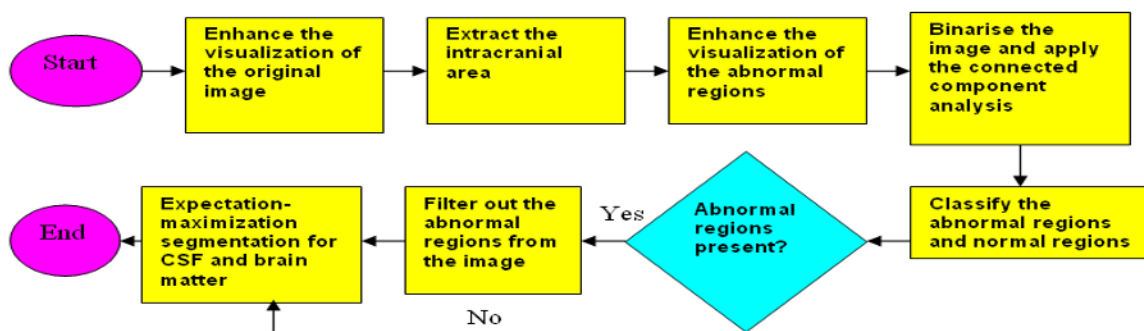 Start
Enhance the
visualization of
the original
image
Extract the
intracranial
area
Enhance the
visualization of
the abnormal
regions
Binarise the
image and apply
the connected
component
analysis
Classify the
abnormal regions
and normal regions
Abnormal
regions
present?
Yes
No
Filter out the
abnormal
regions from
the image
Expectation-
maximization
segmentation for
CSF and brain
matter
End